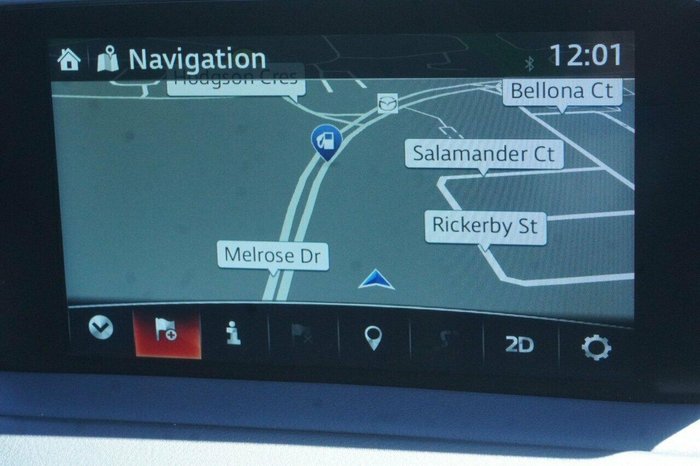 Navigation
12:01
Hodgson Cres
Bellona Ct
Salamander Ct
Rickerby St
Melrose Dr
2D